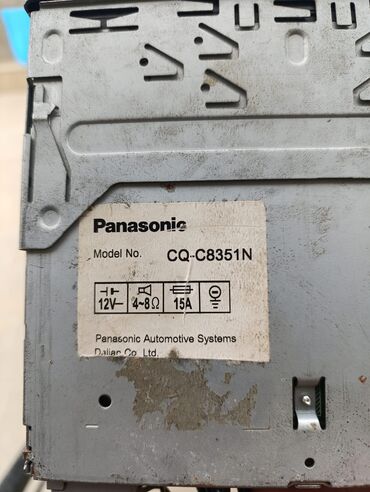 Panasonic
Model No. CQ-C8351N
12V⎓ 4~8Ω 15A
Panasonic Automotive Systems
Dalian Co. Ltd.